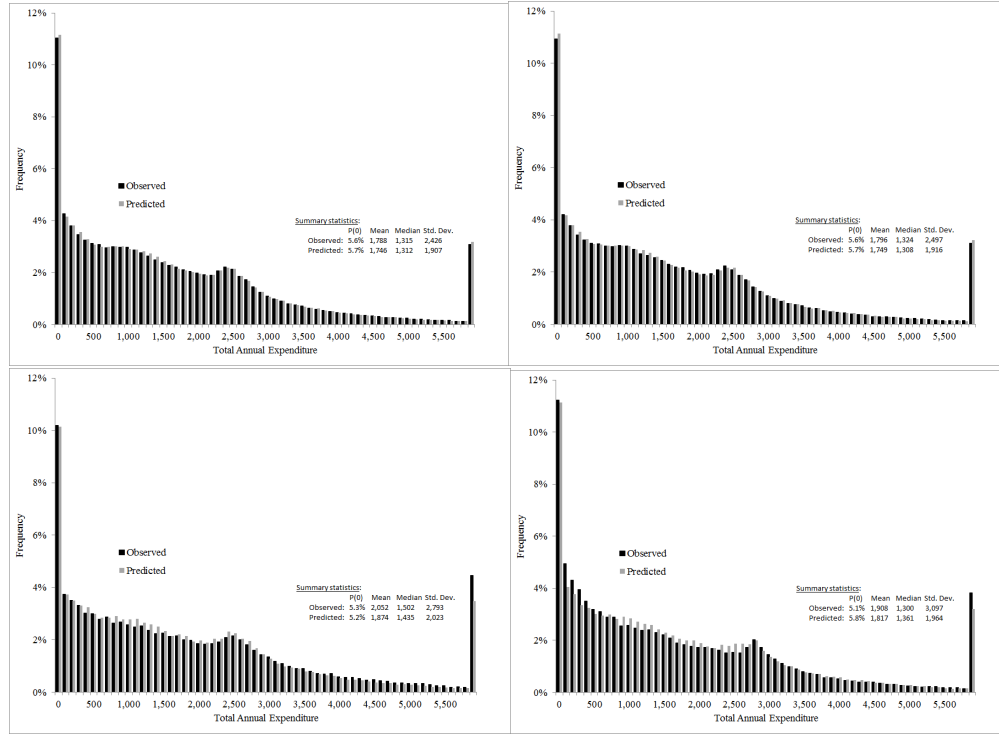 12%
10%
8%
6%
4%
2%
0%
Frequency
Observed
Predicted
Summary statistics:
P(0) Mean Median Std. Dev.
Observed: 5.6% 1,788 1,315 2,426
Predicted: 5.7% 1,746 1,312 1,907
0 500 1,000 1,500 2,000 2,500 3,000 3,500 4,000 4,500 5,000 5,500
Total Annual Expenditure
12%
10%
8%
6%
4%
2%
0%
Frequency
Observed
Predicted
Summary statistics:
P(0) Mean Median Std. Dev.
Observed: 5.6% 1,796 1,324 2,497
Predicted: 5.7% 1,749 1,308 1,916
0 500 1,000 1,500 2,000 2,500 3,000 3,500 4,000 4,500 5,000 5,500
Total Annual Expenditure
12%
10%
8%
6%
4%
2%
0%
Frequency
Observed
Predicted
Summary statistics:
P(0) Mean Median Std. Dev.
Observed: 5.3% 2,052 1,502 2,793
Predicted: 5.2% 1,874 1,435 2,023
0 500 1,000 1,500 2,000 2,500 3,000 3,500 4,000 4,500 5,000 5,500
Total Annual Expenditure
12%
10%
8%
6%
4%
2%
0%
Frequency
Observed
Predicted
Summary statistics:
P(0) Mean Median Std. Dev.
Observed: 5.1% 1,908 1,300 3,097
Predicted: 5.8% 1,817 1,361 1,964
0 500 1,000 1,500 2,000 2,500 3,000 3,500 4,000 4,500 5,000 5,500
Total Annual Expenditure